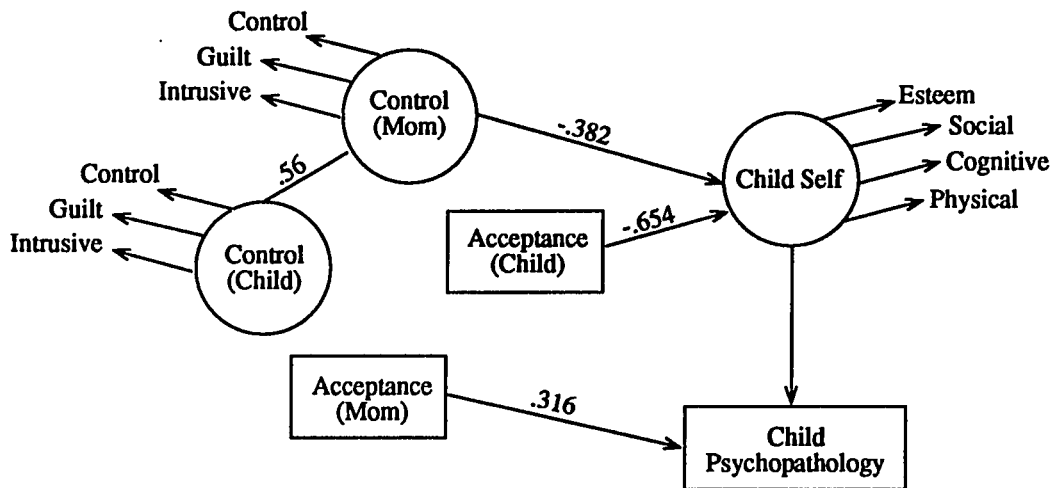 Control
Guilt
Intrusive
Control
(Mom)
-.382
Esteem
Social
Cognitive
Physical
Child Self
.56
Control
Guilt
Intrusive
Control
(Child)
Acceptance
(Child)
-.654
Acceptance
(Mom)
.316
Child
Psychopathology